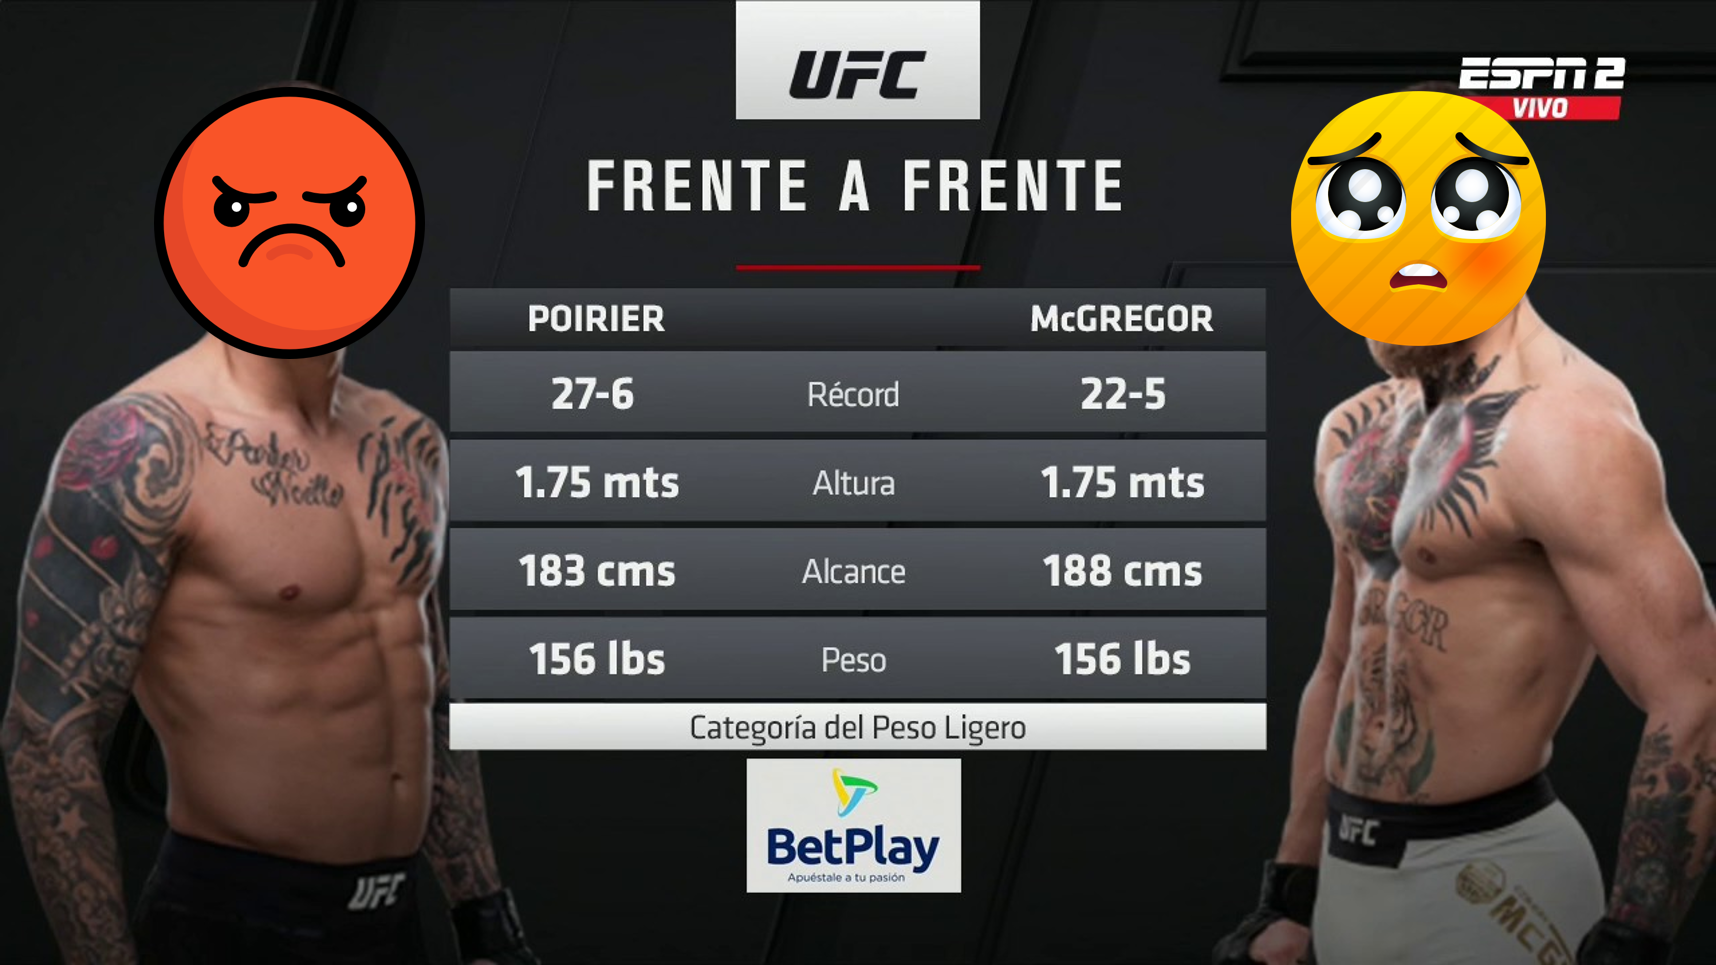 UFC
ESPN 2
VIVO
FRENTE A FRENTE
POIRIER McGREGOR
27-6 Récord 22-5
1.75 mts Altura 1.75 mts
183 cms Alcance 188 cms
156 lbs Peso 156 lbs
Categoría del Peso Ligero
BetPlay
Apuéstale a tu pasión
Parker
Noelle
UFC
UFC